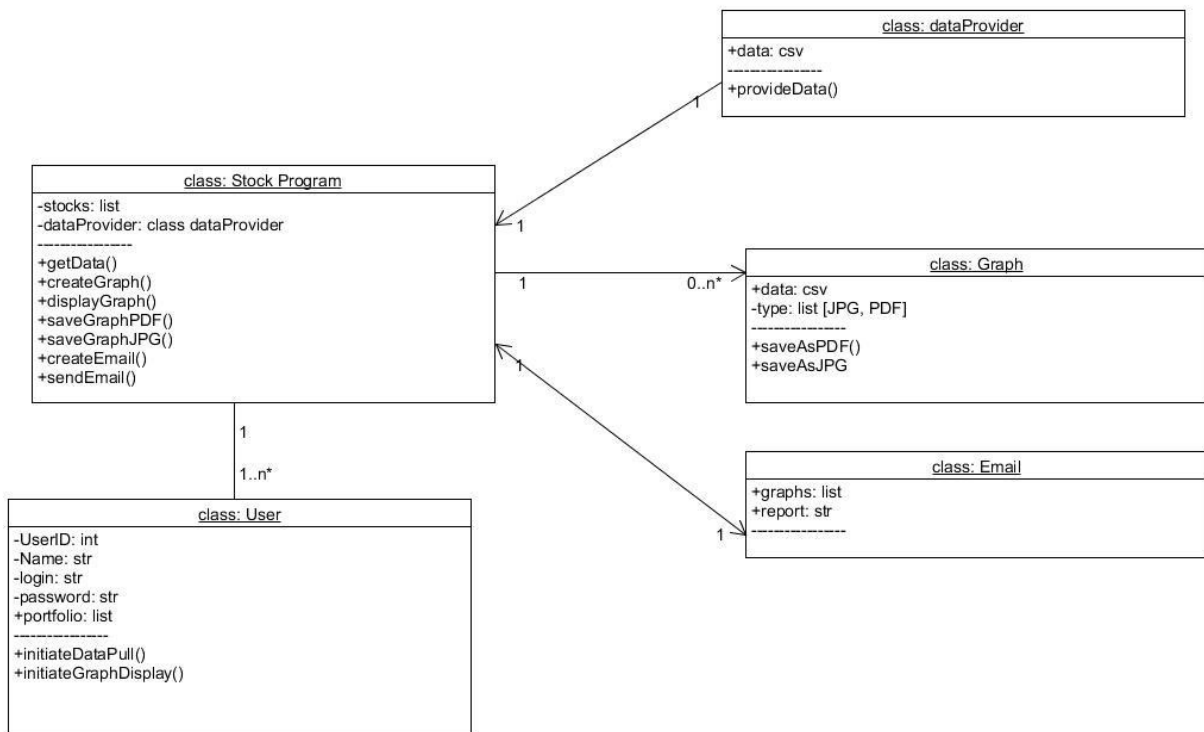 class: dataProvider
+data: csv
-----------------
+provideData()
1
1
class: Stock Program
-stocks: list
-dataProvider: class dataProvider
-----------------
+getData()
+createGraph()
+displayGraph()
+saveGraphPDF()
+saveGraphJPG()
+createEmail()
+sendEmail()
1
0..n*
class: Graph
+data: csv
-type: list [JPG, PDF]
-----------------
+saveAsPDF()
+saveAsJPG
1
1
class: Email
+graphs: list
+report: str
-----------------
1
1..n*
class: User
-UserID: int
-Name: str
-login: str
-password: str
+portfolio: list
-----------------
+initiateDataPull()
+initiateGraphDisplay()